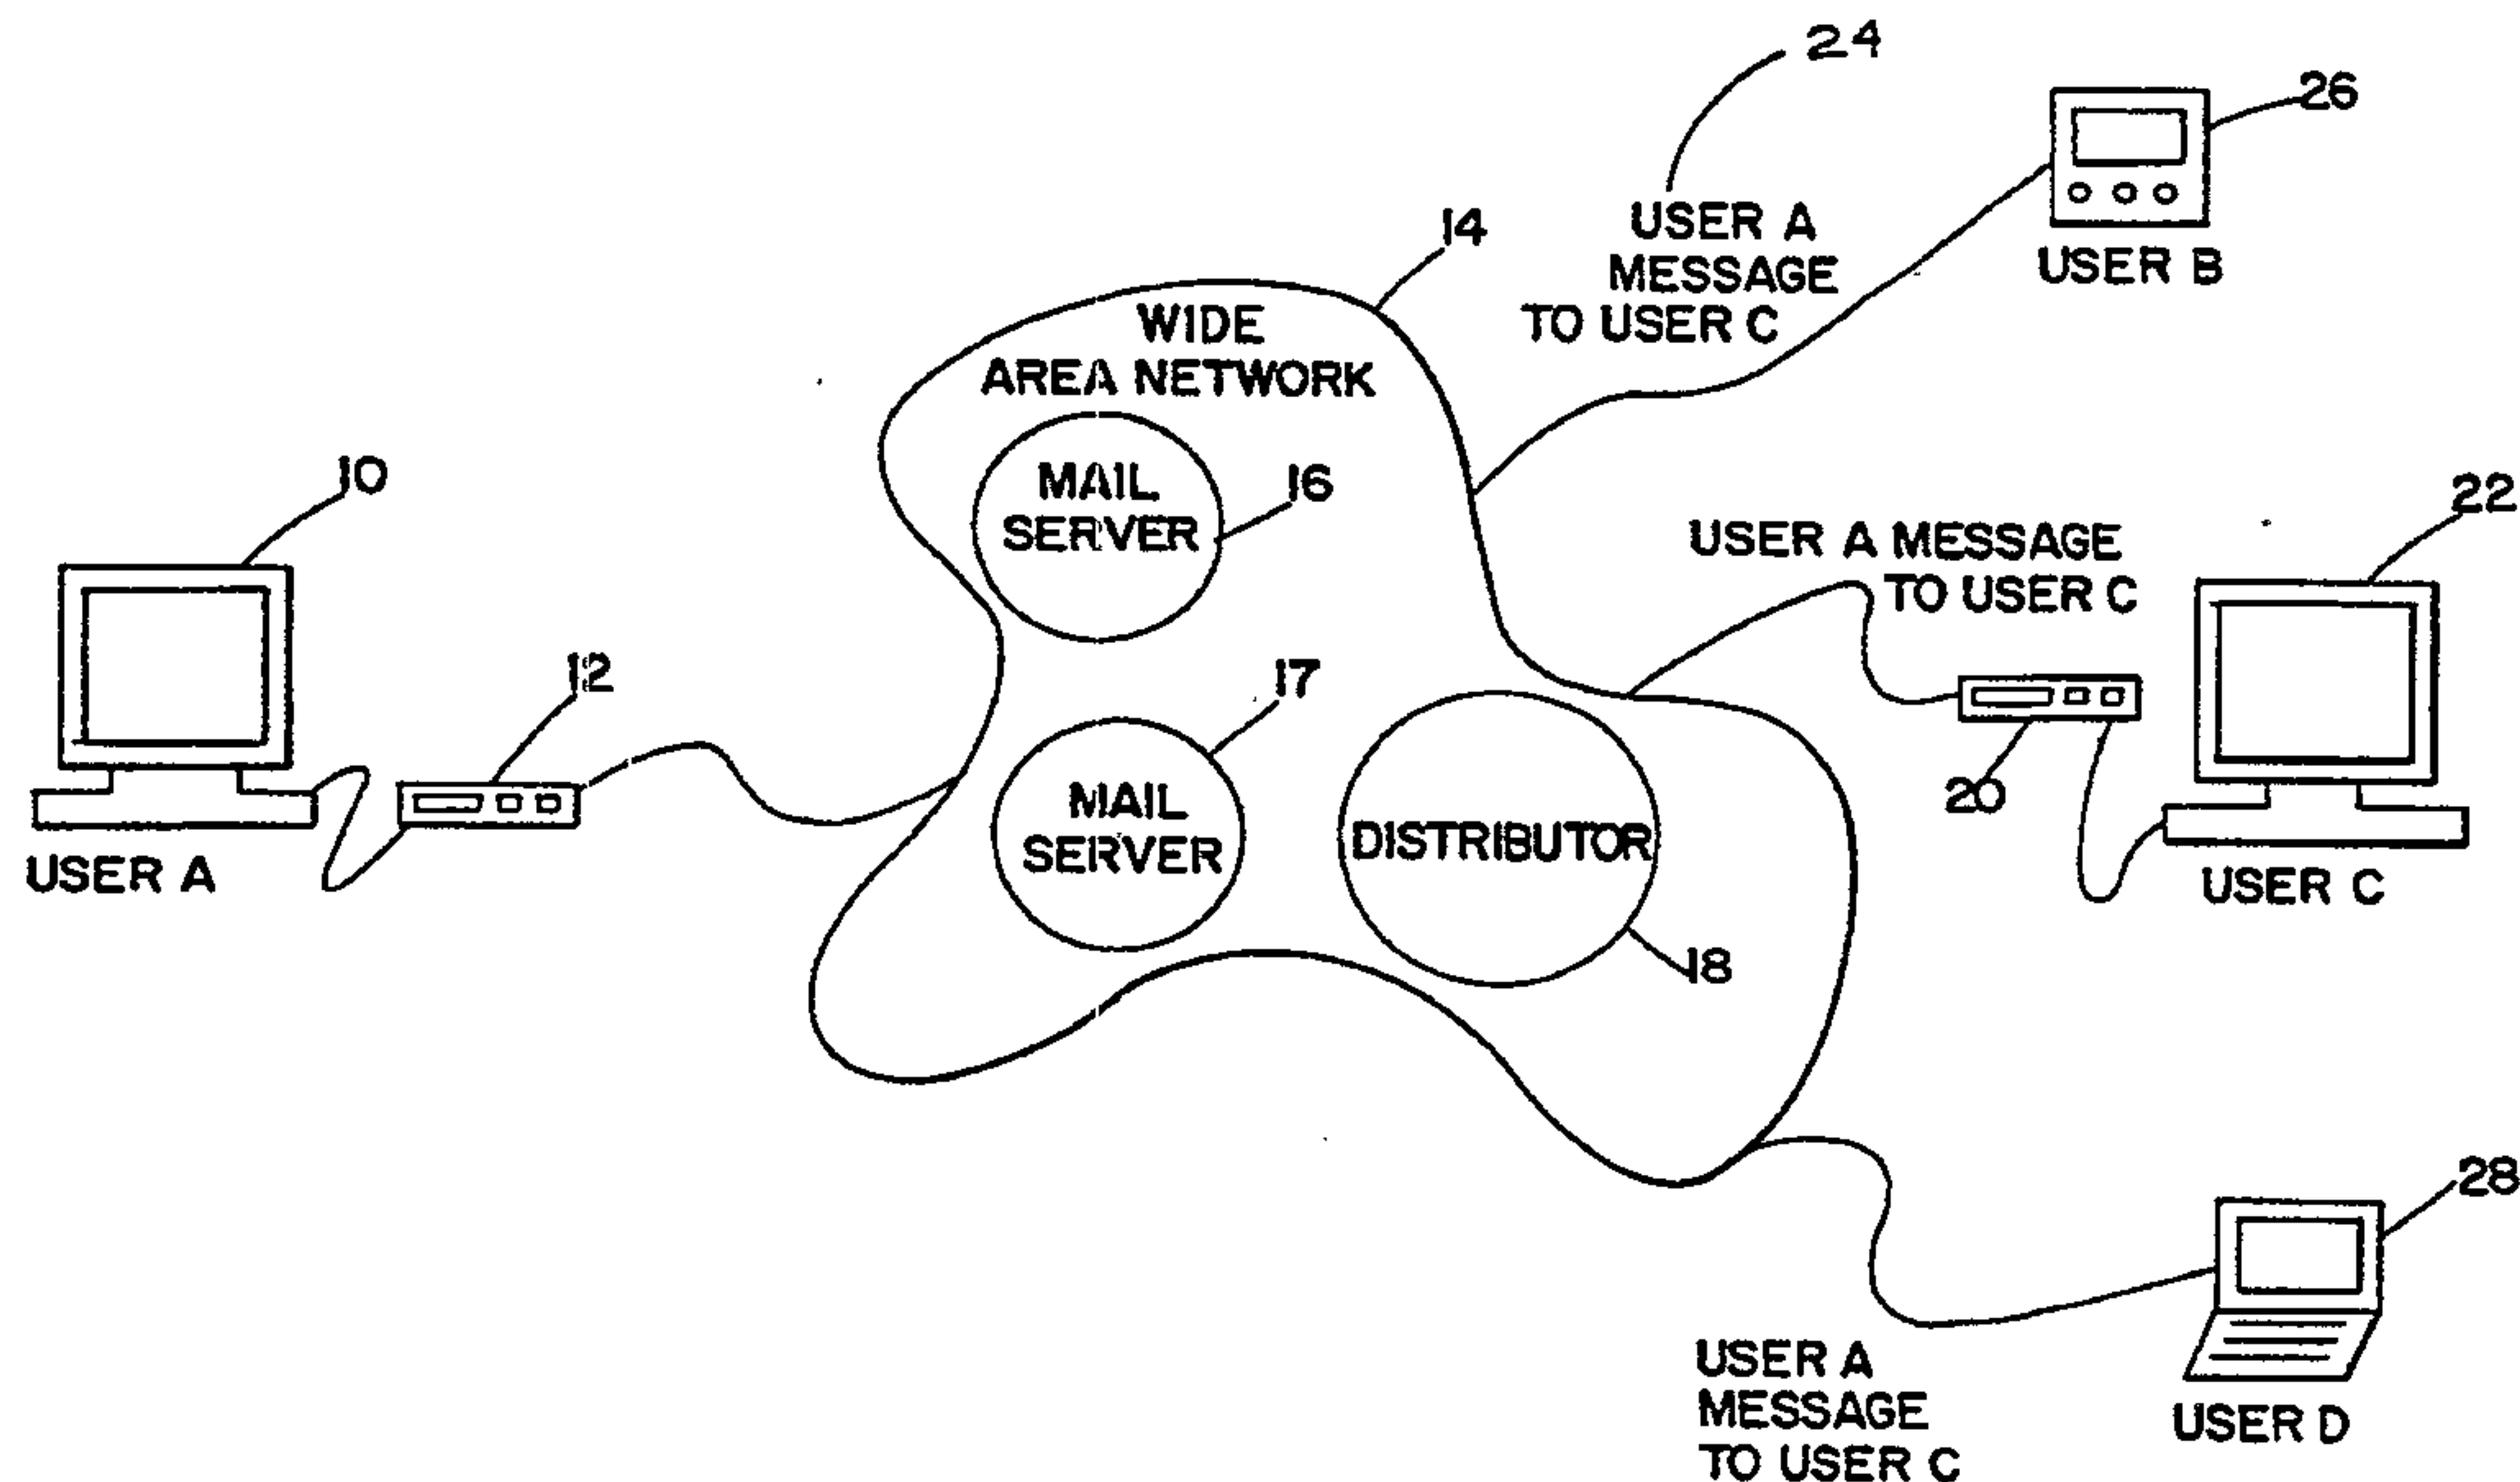 24
26
USER A
MESSAGE
TO USER C
USER B
14
WIDE
AREA NETWORK
10
MAIL
SERVER
16
22
USER A MESSAGE
TO USER C
12
17
20
MAIL
SERVER
DISTRIBUTOR
USER A
USER C
18
28
USER A
MESSAGE
TO USER C
USER D